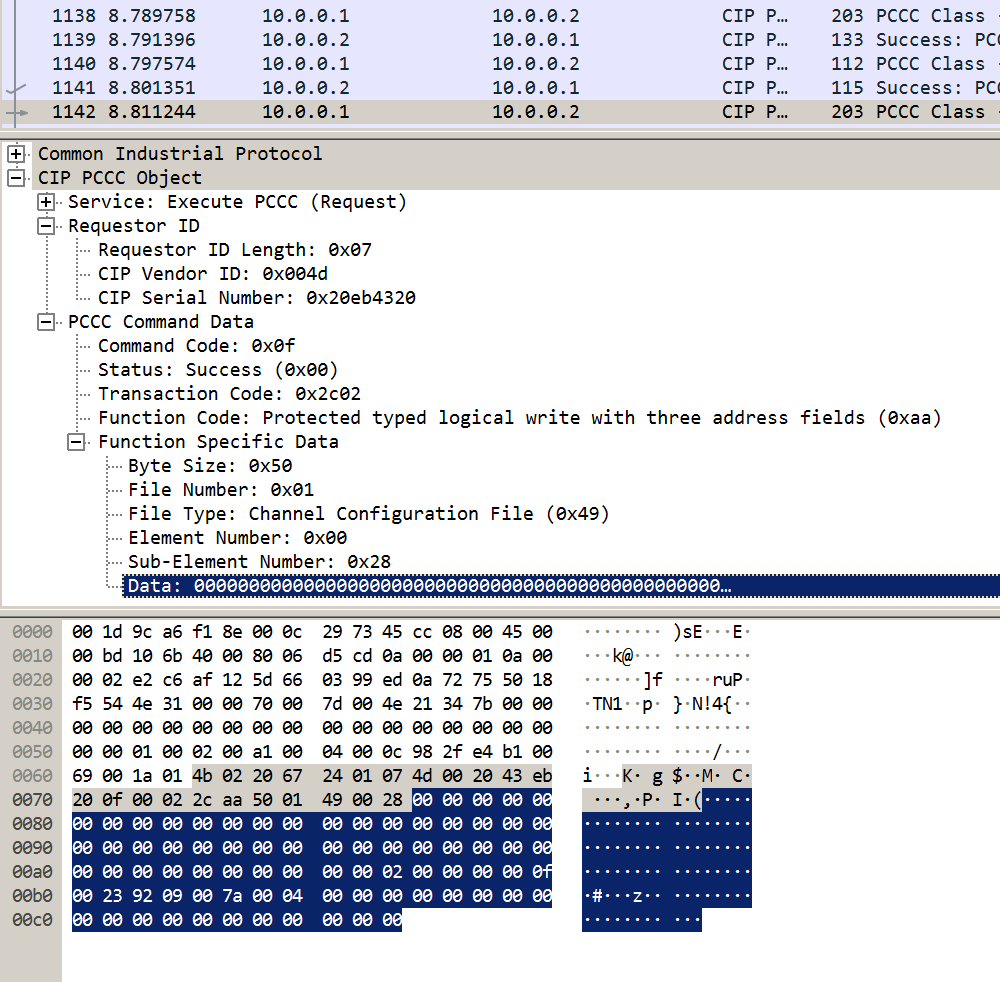 1138 8.789758 10.0.0.1 10.0.0.2 CIP P… 203 PCCC Class
1139 8.791396 10.0.0.2 10.0.0.1 CIP P… 133 Success: PCC
1140 8.797574 10.0.0.1 10.0.0.2 CIP P… 112 PCCC Class
1141 8.801351 10.0.0.2 10.0.0.1 CIP P… 115 Success: PCC
1142 8.811244 10.0.0.1 10.0.0.2 CIP P… 203 PCCC Class
Common Industrial Protocol
CIP PCCC Object
Service: Execute PCCC (Request)
Requestor ID
Requestor ID Length: 0x07
CIP Vendor ID: 0x004d
CIP Serial Number: 0x20eb4320
PCCC Command Data
Command Code: 0x0f
Status: Success (0x00)
Transaction Code: 0x2c02
Function Code: Protected typed logical write with three address fields (0xaa)
Function Specific Data
Byte Size: 0x50
File Number: 0x01
File Type: Channel Configuration File (0x49)
Element Number: 0x00
Sub-Element Number: 0x28
Data: 000000000000000000000000000000000000000000000000…
0000 00 1d 9c a6 f1 8e 00 0c 29 73 45 cc 08 00 45 00 ········ )sE···E·
0010 00 bd 10 6b 40 00 80 06 d5 cd 0a 00 00 01 0a 00 ···k@··· ········
0020 00 02 e2 c6 af 12 5d 66 03 99 ed 0a 72 75 50 18 ······]f ····ruP·
0030 f5 54 4e 31 00 00 70 00 7d 00 4e 21 34 7b 00 00 ·TN1··p· }·N!4{··
0040 00 00 00 00 00 00 00 00 00 00 00 00 00 00 00 00 ········ ········
0050 00 00 01 00 02 00 a1 00 04 00 0c 98 2f e4 b1 00 ········ ····/···
0060 69 00 1a 01 4b 02 20 67 24 01 07 4d 00 20 43 eb i···K· g $··M· C·
0070 20 0f 00 02 2c aa 50 01 49 00 28 00 00 00 00 00 ···,·P· I·(·····
0080 00 00 00 00 00 00 00 00 00 00 00 00 00 00 00 00 ········ ········
0090 00 00 00 00 00 00 00 00 00 00 00 00 00 00 00 00 ········ ········
00a0 00 00 00 00 00 00 00 00 00 00 02 00 00 00 00 0f ········ ········
00b0 00 23 92 09 00 7a 00 04 00 00 00 00 00 00 00 00 ·#···z·· ········
00c0 00 00 00 00 00 00 00 00 00 00 00 ········ ···